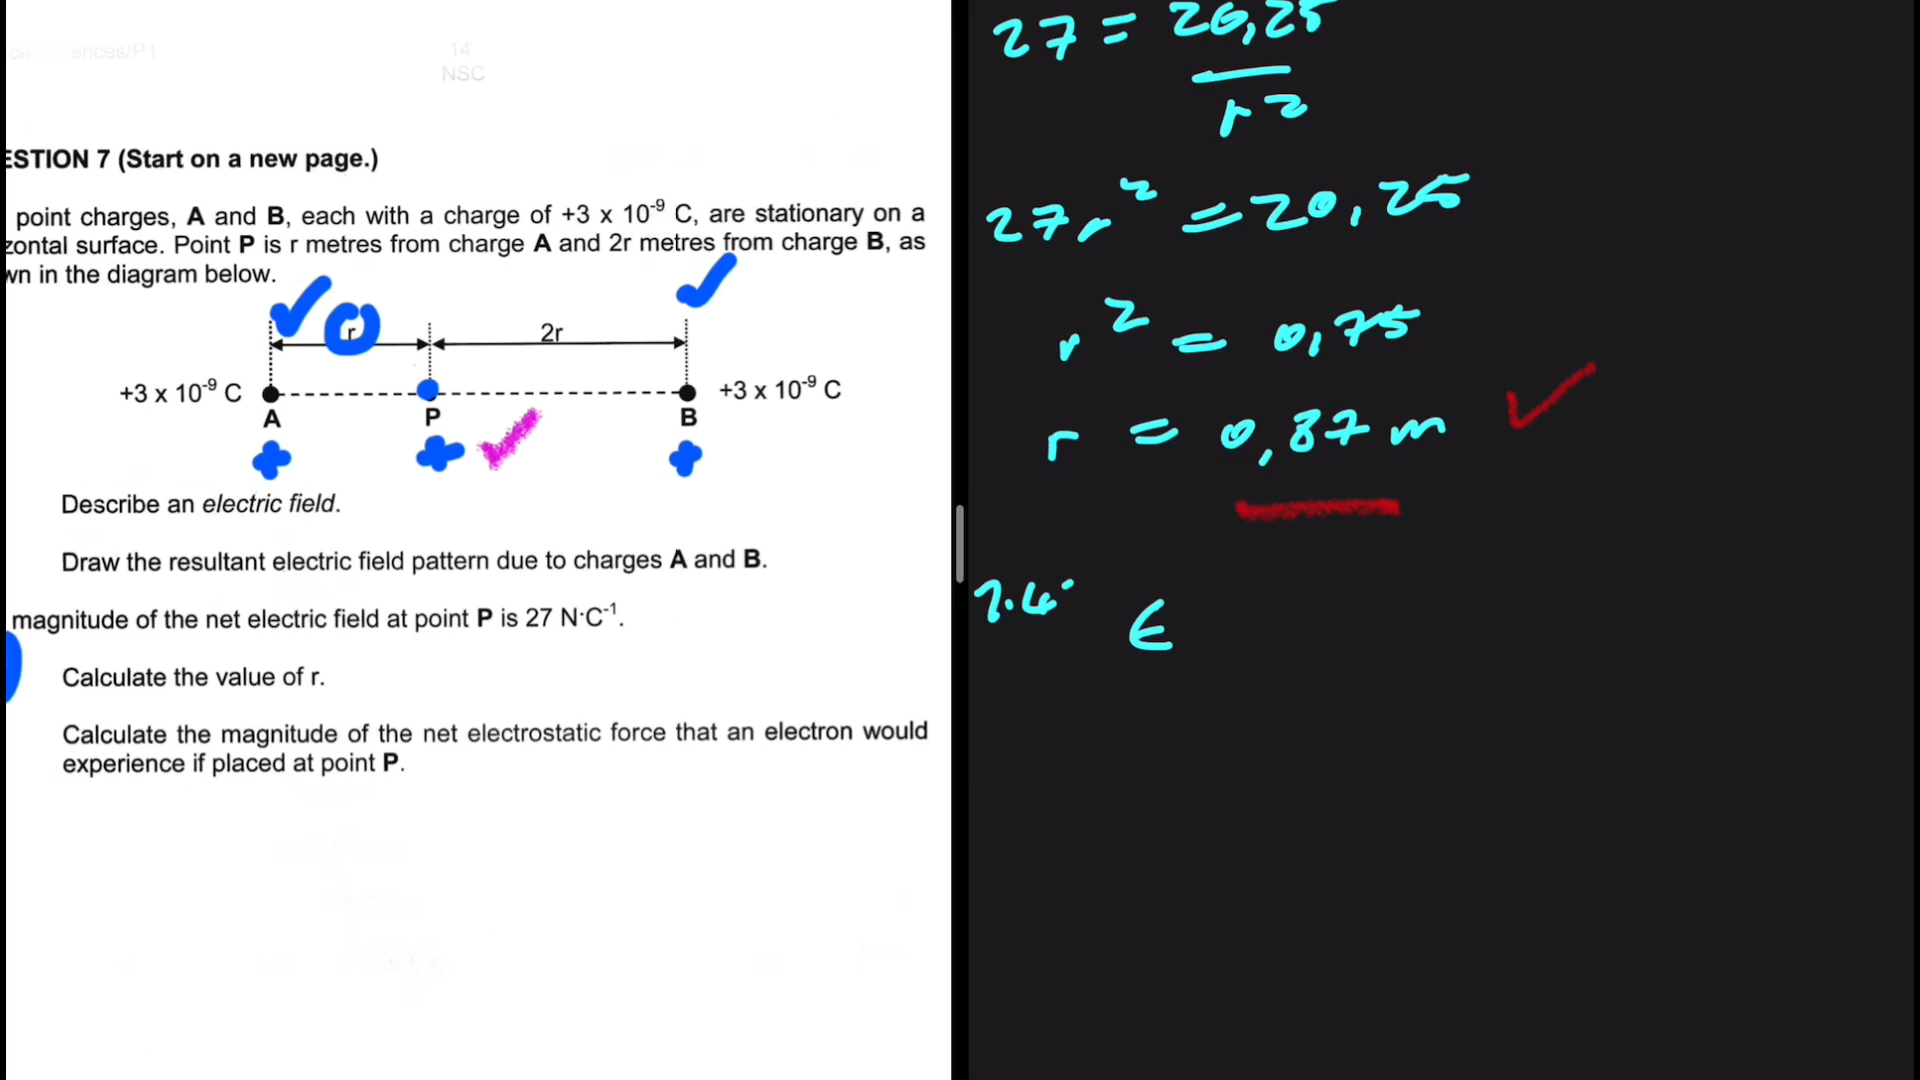 ences/P1
14
NSC
ESTION 7 (Start on a new page.)
point charges, A and B, each with a charge of +3 x 10⁻⁹ C, are stationary on a
zontal surface. Point P is r metres from charge A and 2r metres from charge B, as
wn in the diagram below.
r
2r
+3 x 10⁻⁹ C
+3 x 10⁻⁹ C
A
P
B
Describe an electric field.
Draw the resultant electric field pattern due to charges A and B.
magnitude of the net electric field at point P is 27 N·C⁻¹.
Calculate the value of r.
Calculate the magnitude of the net electrostatic force that an electron would
experience if placed at point P.
27 = 20,25
r²
27r² = 20,25
r² = 0,75
r = 0,87 m
7.4 E